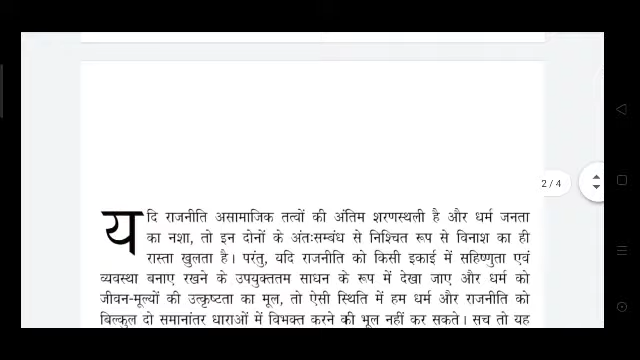 2/4
यदि राजनीति असामाजिक तत्वों की अंतिम शरणस्थली है और धर्म जनता
का नशा, तो इन दोनों के अंतःसम्बंध से निश्चित रूप से विनाश का ही
रास्ता खुलता है। परंतु, यदि राजनीति को किसी इकाई में सहिष्णुता एवं
व्यवस्था बनाए रखने के उपयुक्ततम साधन के रूप में देखा जाए और धर्म को
जीवन-मूल्यों की उत्कृष्टता का मूल, तो ऐसी स्थिति में हम धर्म और राजनीति को
बिल्कुल दो समानांतर धाराओं में विभक्त करने की भूल नहीं कर सकते। सच तो यह